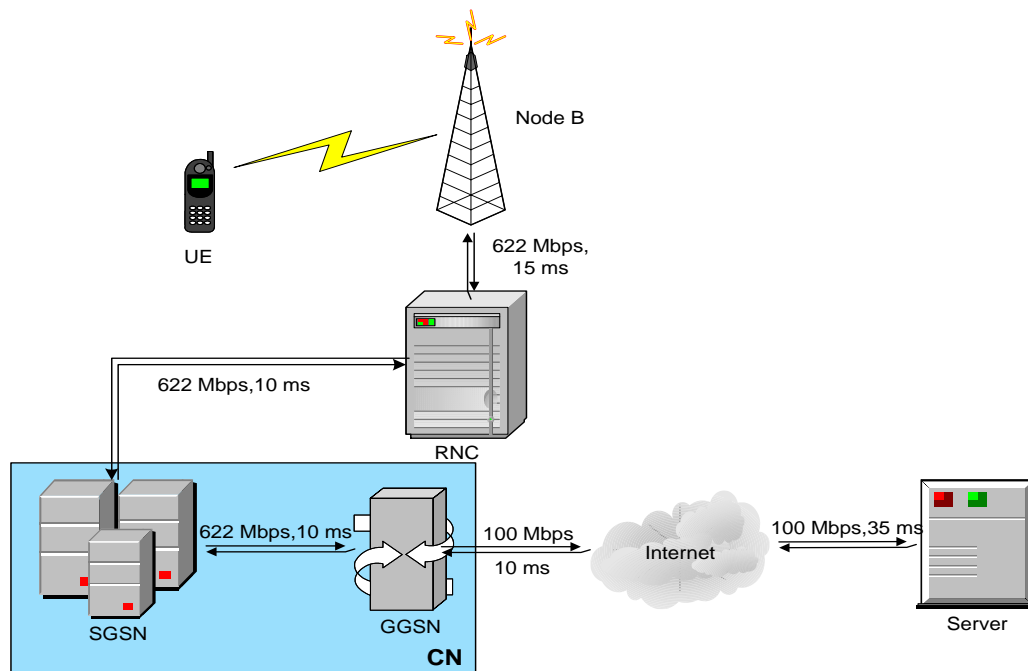 Node B
UE
622 Mbps,
15 ms
622 Mbps,10 ms
RNC
622 Mbps,10 ms
100 Mbps
10 ms
Internet
100 Mbps,35 ms
SGSN
GGSN
Server
CN